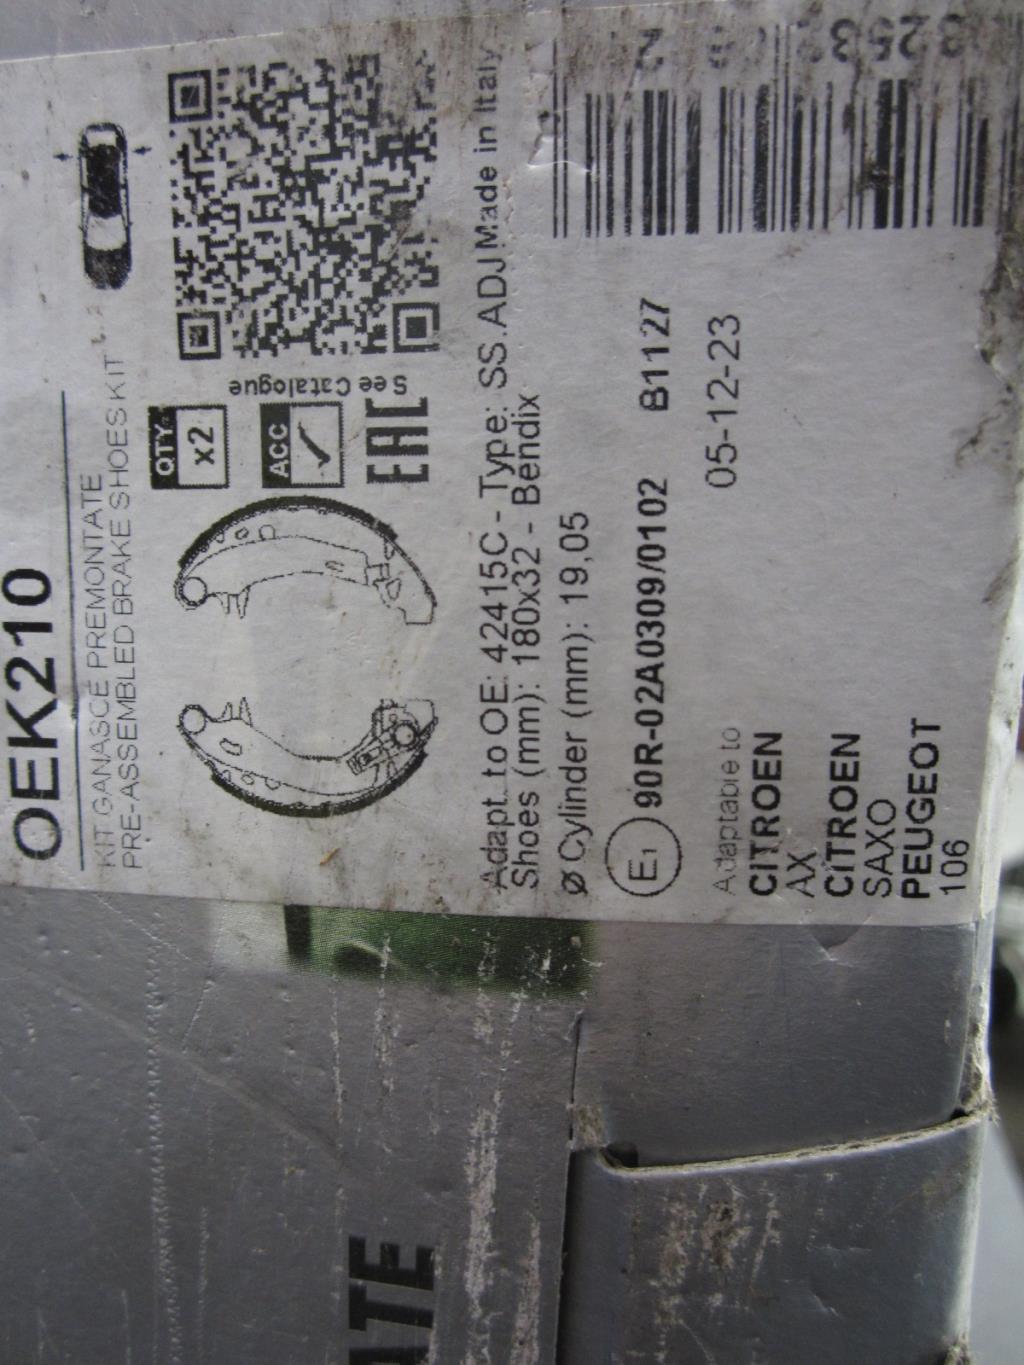 OEK210
KIT GANASCE PREMONTATE
PRE-ASSEMBLED BRAKE SHOES KIT
QTY
x2
ACC
EAC
See Catalogue
Adapt. to OE: 42415C - Type: SS.ADJ Made in Italy
Shoes (mm): 180x32 - Bendix
ø Cylinder (mm): 19,05
E1 90R-02A0309/0102 B1127
05-12-23
Adaptable to
CITROEN
AX
CITROEN
SAXO
PEUGEOT
106